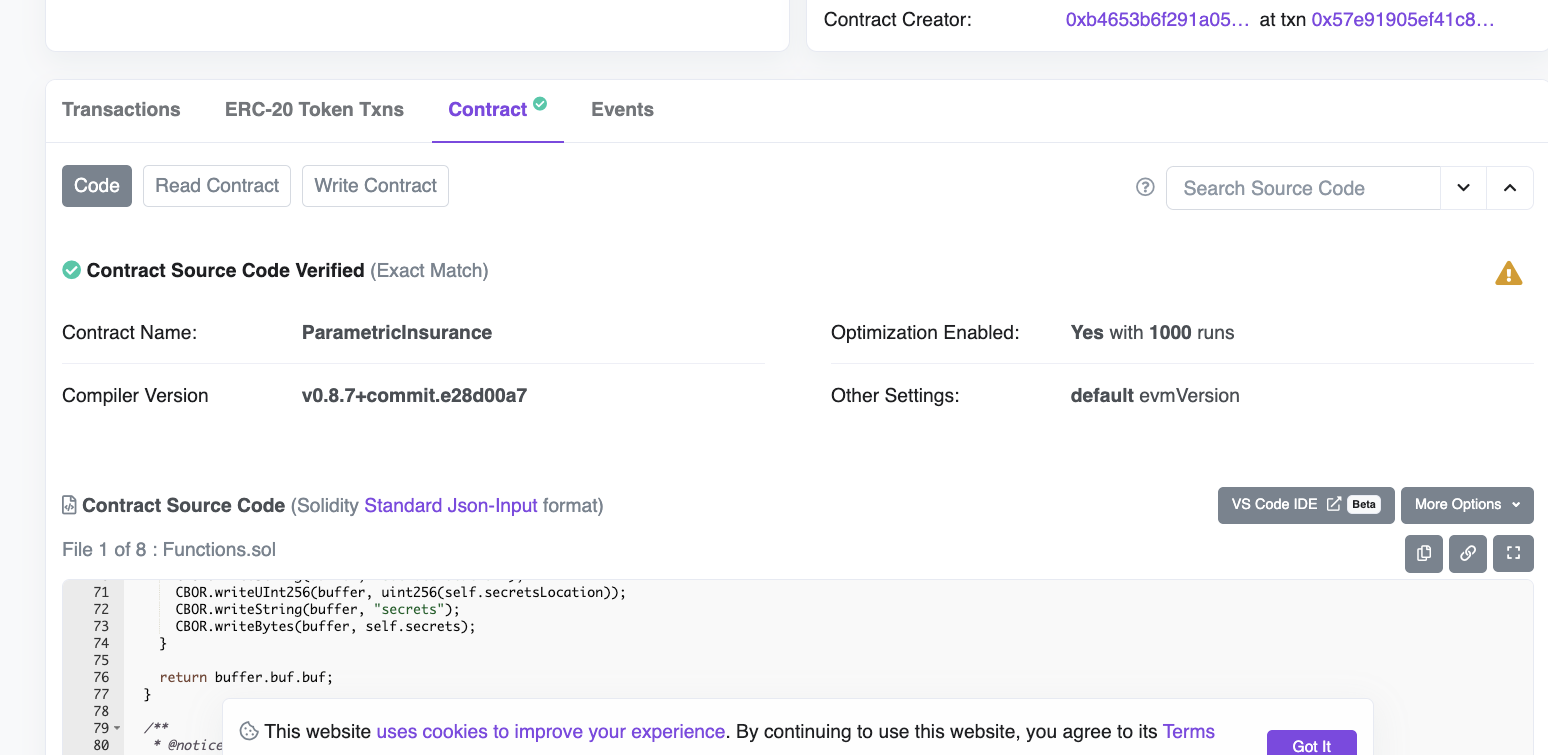 Contract Creator: 0xb4653b6f291a05... at txn 0x57e91905ef41c8...
Transactions ERC-20 Token Txns Contract Events
Code Read Contract Write Contract Search Source Code
Contract Source Code Verified (Exact Match)
Contract Name: ParametricInsurance Optimization Enabled: Yes with 1000 runs
Compiler Version v0.8.7+commit.e28d00a7 Other Settings: default evmVersion
Contract Source Code (Solidity Standard Json-Input format) VS Code IDE Beta More Options
File 1 of 8 : Functions.sol
71 CBOR.writeUInt256(buffer, uint256(self.secretsLocation));
72 CBOR.writeString(buffer, "secrets");
73 CBOR.writeBytes(buffer, self.secrets);
74 }
75
76 return buffer.buf.buf;
77 }
78
79 /**
80 * @notice
This website uses cookies to improve your experience. By continuing to use this website, you agree to its Terms
Got It